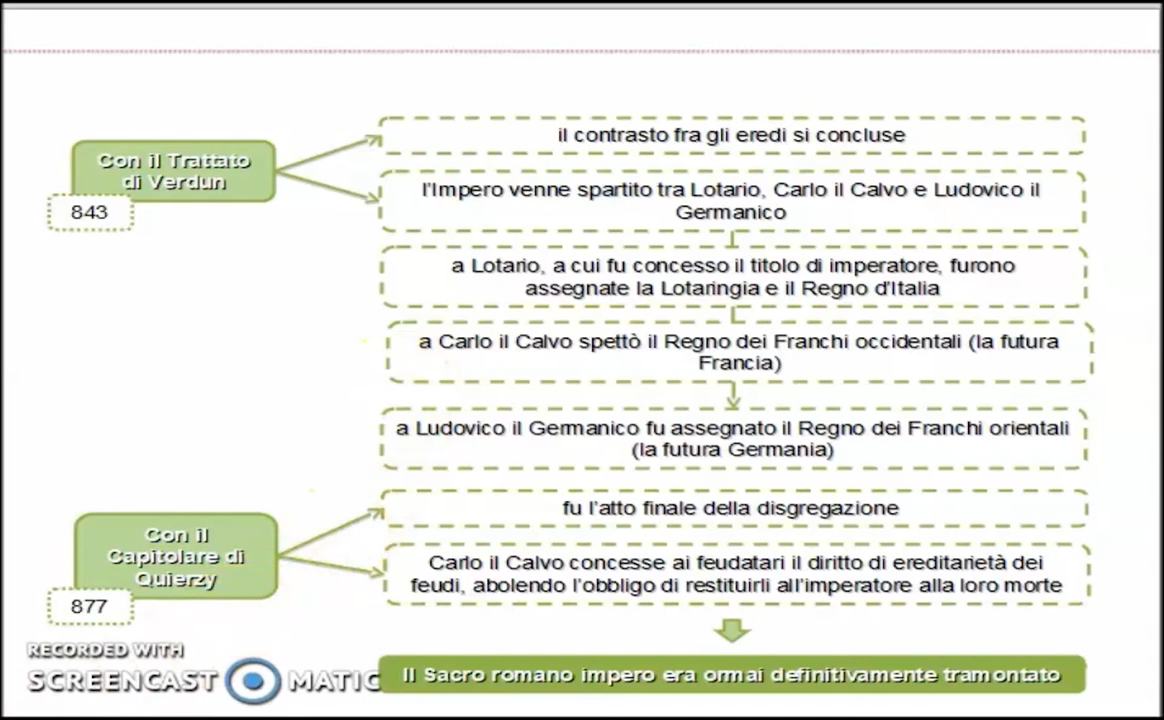 Con il Trattato
di Verdun
843
il contrasto fra gli eredi si concluse
l'Impero venne spartito tra Lotario, Carlo il Calvo e Ludovico il
Germanico
a Lotario, a cui fu concesso il titolo di imperatore, furono
assegnate la Lotaringia e il Regno d'Italia
a Carlo il Calvo spettò il Regno dei Franchi occidentali (la futura
Francia)
a Ludovico il Germanico fu assegnato il Regno dei Franchi orientali
(la futura Germania)
Con il
Capitolare di
Quierzy
877
fu l'atto finale della disgregazione
Carlo il Calvo concesse ai feudatari il diritto di ereditarietà dei
feudi, abolendo l'obbligo di restituirli all'imperatore alla loro morte
Il Sacro romano impero era ormai definitivamente tramontato
RECORDED WITH
SCREENCAST MATIC